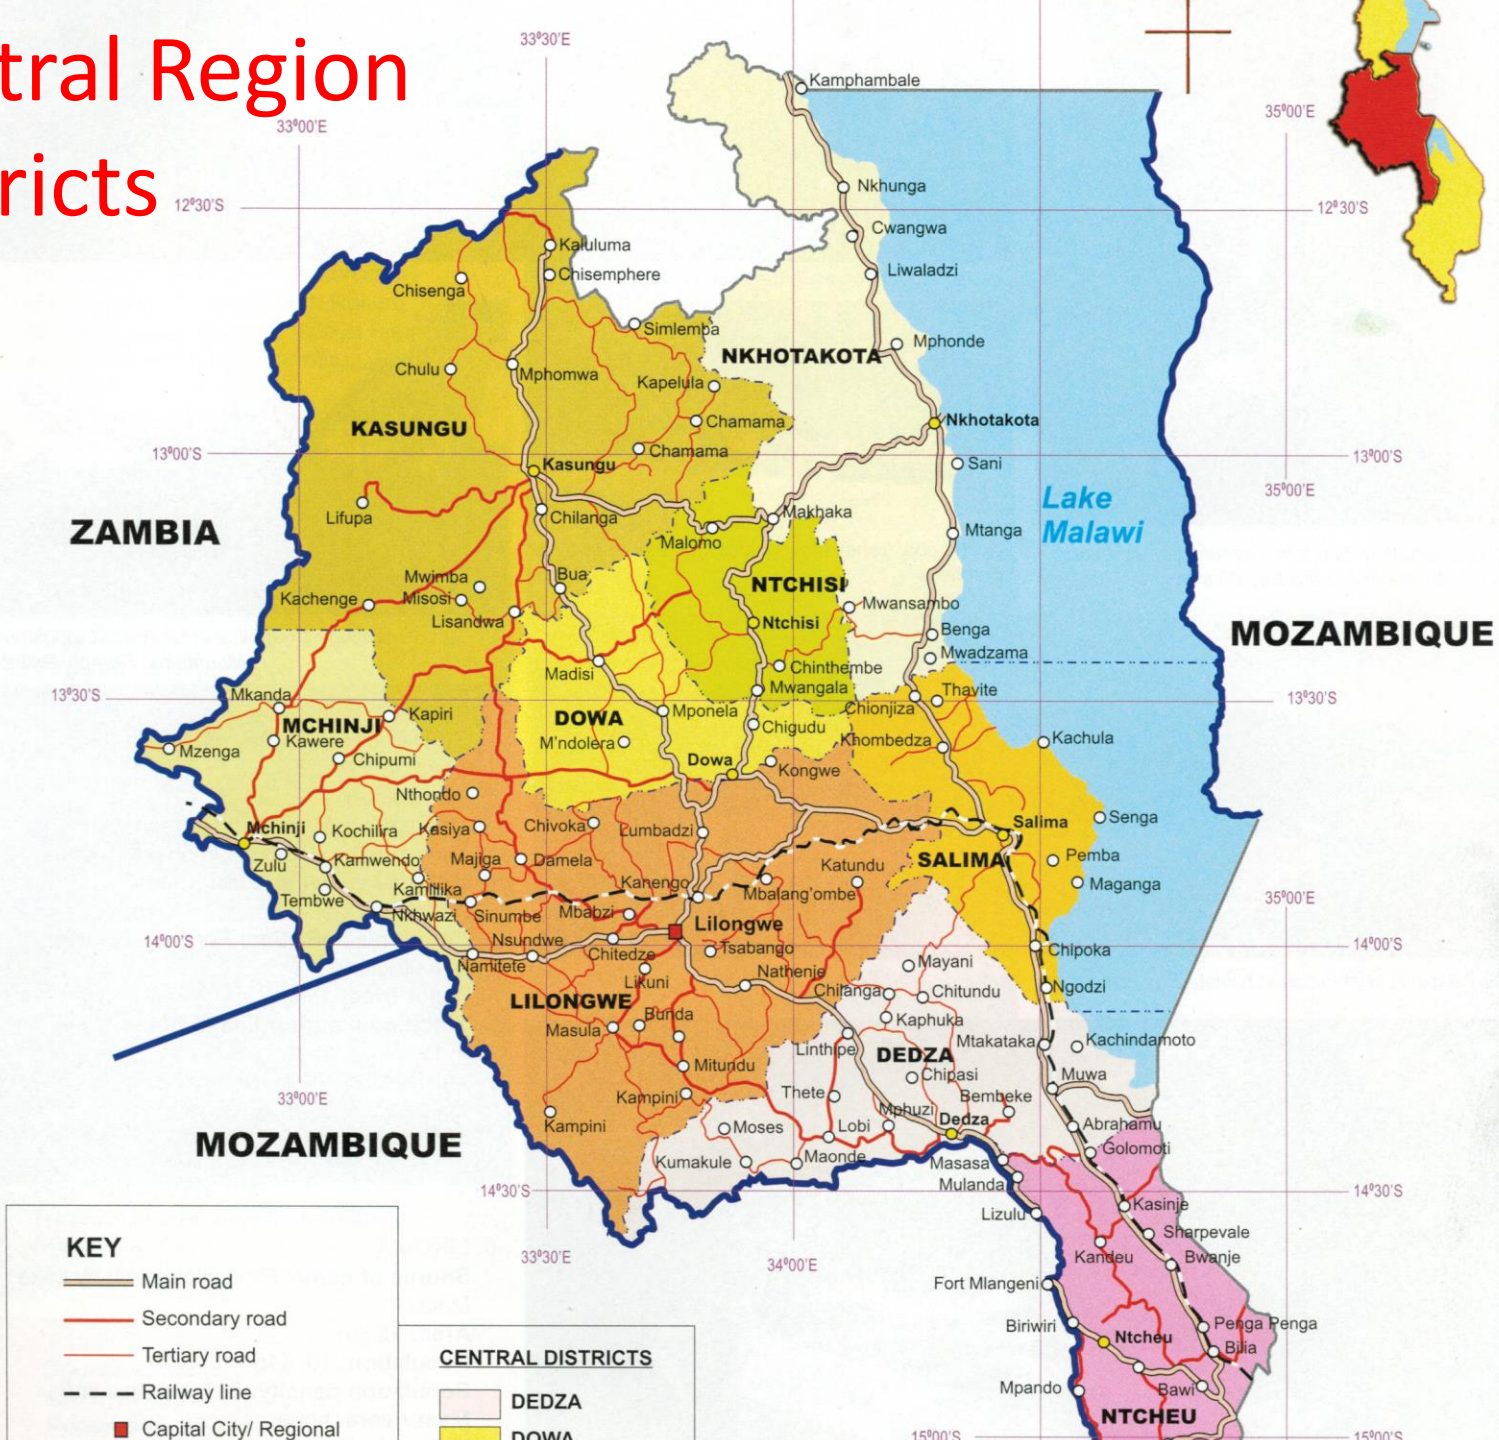 tral Region
ricts
33°30'E
33°00'E
35°00'E
12°30'S
12°30'S
Kamphambale
Nkhunga
Cwangwa
Liwaladzi
Kaluluma
Chisemphere
Chisenga
Simlemba
Mphonde
NKHOTAKOTA
Chulu
Mphomwa
Kapelula
Chamama
Nkhotakota
KASUNGU
Chamama
13°00'S
Kasungu
Sani
13°00'S
35°00'E
Lake
Malawi
Lifupa
Chilanga
Makhaka
Mtanga
ZAMBIA
Malomo
Mwimba
Bua
NTCHISI
Kachenge
Misosi
Mwansambo
Lisandwa
Ntchisi
Benga
MOZAMBIQUE
Mwadzama
Madisi
Chinthembe
13°30'S
Mkanda
Mwangala
Thavite
13°30'S
MCHINJI
Kapiri
DOWA
Mponela
Chionjiza
Mzenga
Kawere
M'ndolera
Chigudu
Khombedza
Kachula
Chipumi
Dowa
Kongwe
Nthondo
Mchinji
Kochilira
Kasiya
Chivoka
Lumbadzi
Salima
Senga
Zulu
Kamwendo
Majiga
Damela
Katundu
SALIMA
Pemba
Tembwe
Kamilika
Kanengo
Mbalang'ombe
Maganga
35°00'E
Nkhwazi
Sinumbe
Mbabzi
Lilongwe
14°00'S
Nsundwe
Chitedze
Tsabango
Chipoka
14°00'S
Namitete
Likuni
Nathenje
Mayani
LILONGWE
Chilanga
Chitundu
Ngodzi
Masula
Bunda
Kaphuka
Linthipe
DEDZA
Mtakataka
Kachindamoto
Mitundu
Chipasi
Muwa
33°00'E
Kampini
Thete
Bembeke
Kampini
Mphuzi
Dedza
Abrahamu
MOZAMBIQUE
Moses
Lobi
Golomoti
Kumakule
Maonde
Masasa
14°30'S
Mulanda
14°30'S
Lizulu
Kasinje
Sharpevale
33°30'E
34°00'E
Kandeu
Bwanje
Fort Mlangeni
Biriwiri
Ntcheu
Penga Penga
Bilia
Mpando
Bawi
NTCHEU
15°00'S
15°00'S
KEY
Main road
Secondary road
Tertiary road
Railway line
Capital City/ Regional
CENTRAL DISTRICTS
DEDZA
DOWA